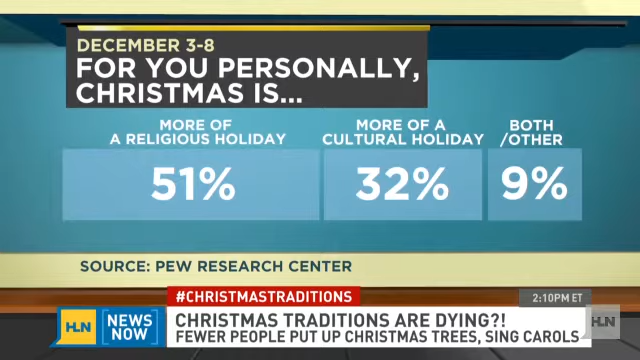 DECEMBER 3-8
FOR YOU PERSONALLY,
CHRISTMAS IS...
MORE OF
A RELIGIOUS HOLIDAY
MORE OF A
CULTURAL HOLIDAY
BOTH
/OTHER
51%
32%
9%
SOURCE: PEW RESEARCH CENTER
#CHRISTMASTRADITIONS
2:10PM ET
HLN
NEWS
NOW
CHRISTMAS TRADITIONS ARE DYING?!
FEWER PEOPLE PUT UP CHRISTMAS TREES, SING CAROLS
HLN